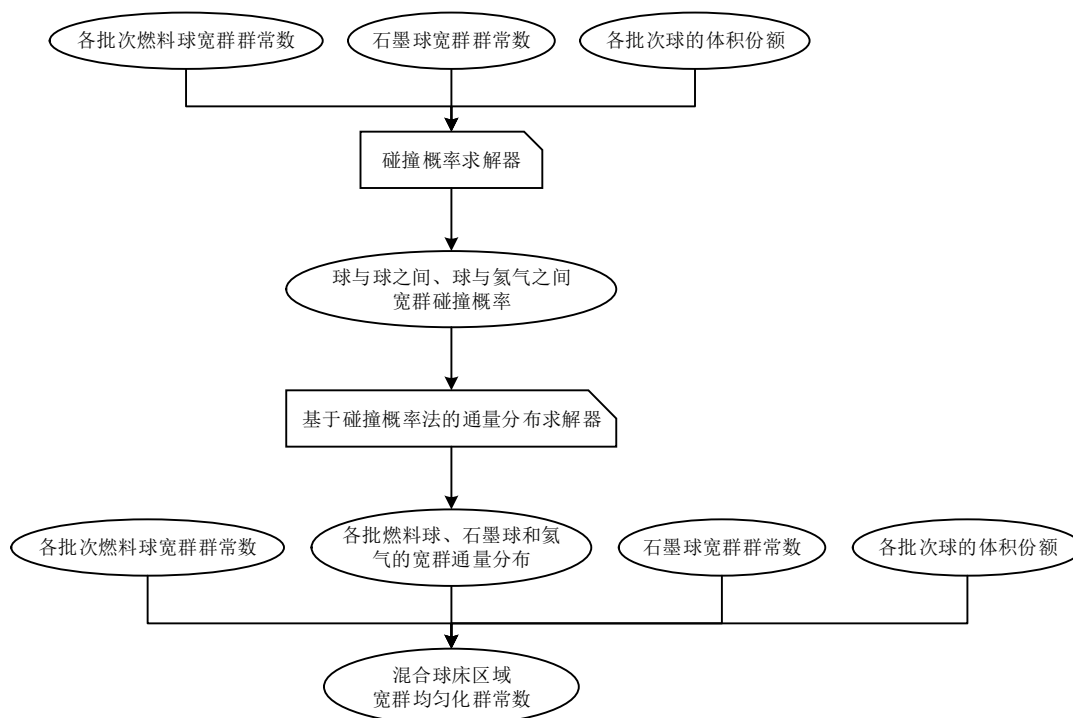 各批次燃料球宽群群常数
石墨球宽群群常数
各批次球的体积份额
碰撞概率求解器
球与球之间、球与氦气之间
宽群碰撞概率
基于碰撞概率法的通量分布求解器
各批次燃料球宽群群常数
各批燃料球、石墨球和氦
气的宽群通量分布
石墨球宽群群常数
各批次球的体积份额
混合球床区域
宽群均匀化群常数